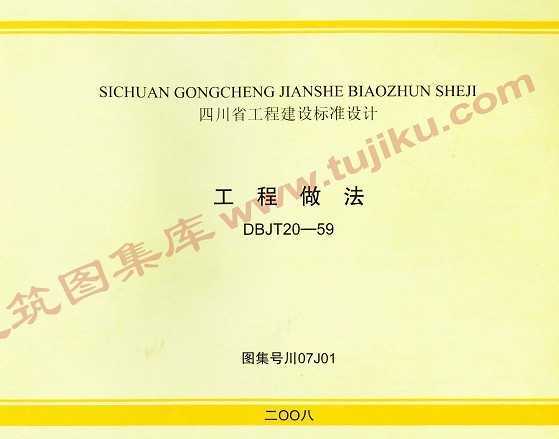 SICHUAN GONGCHENG JIANSHE BIAOZHUN SHEJI
四川省工程建设标准设计
工 程 做 法
DBJT20—59
筑图集库 www.tujiku.com
图集号川07J01
二〇〇八